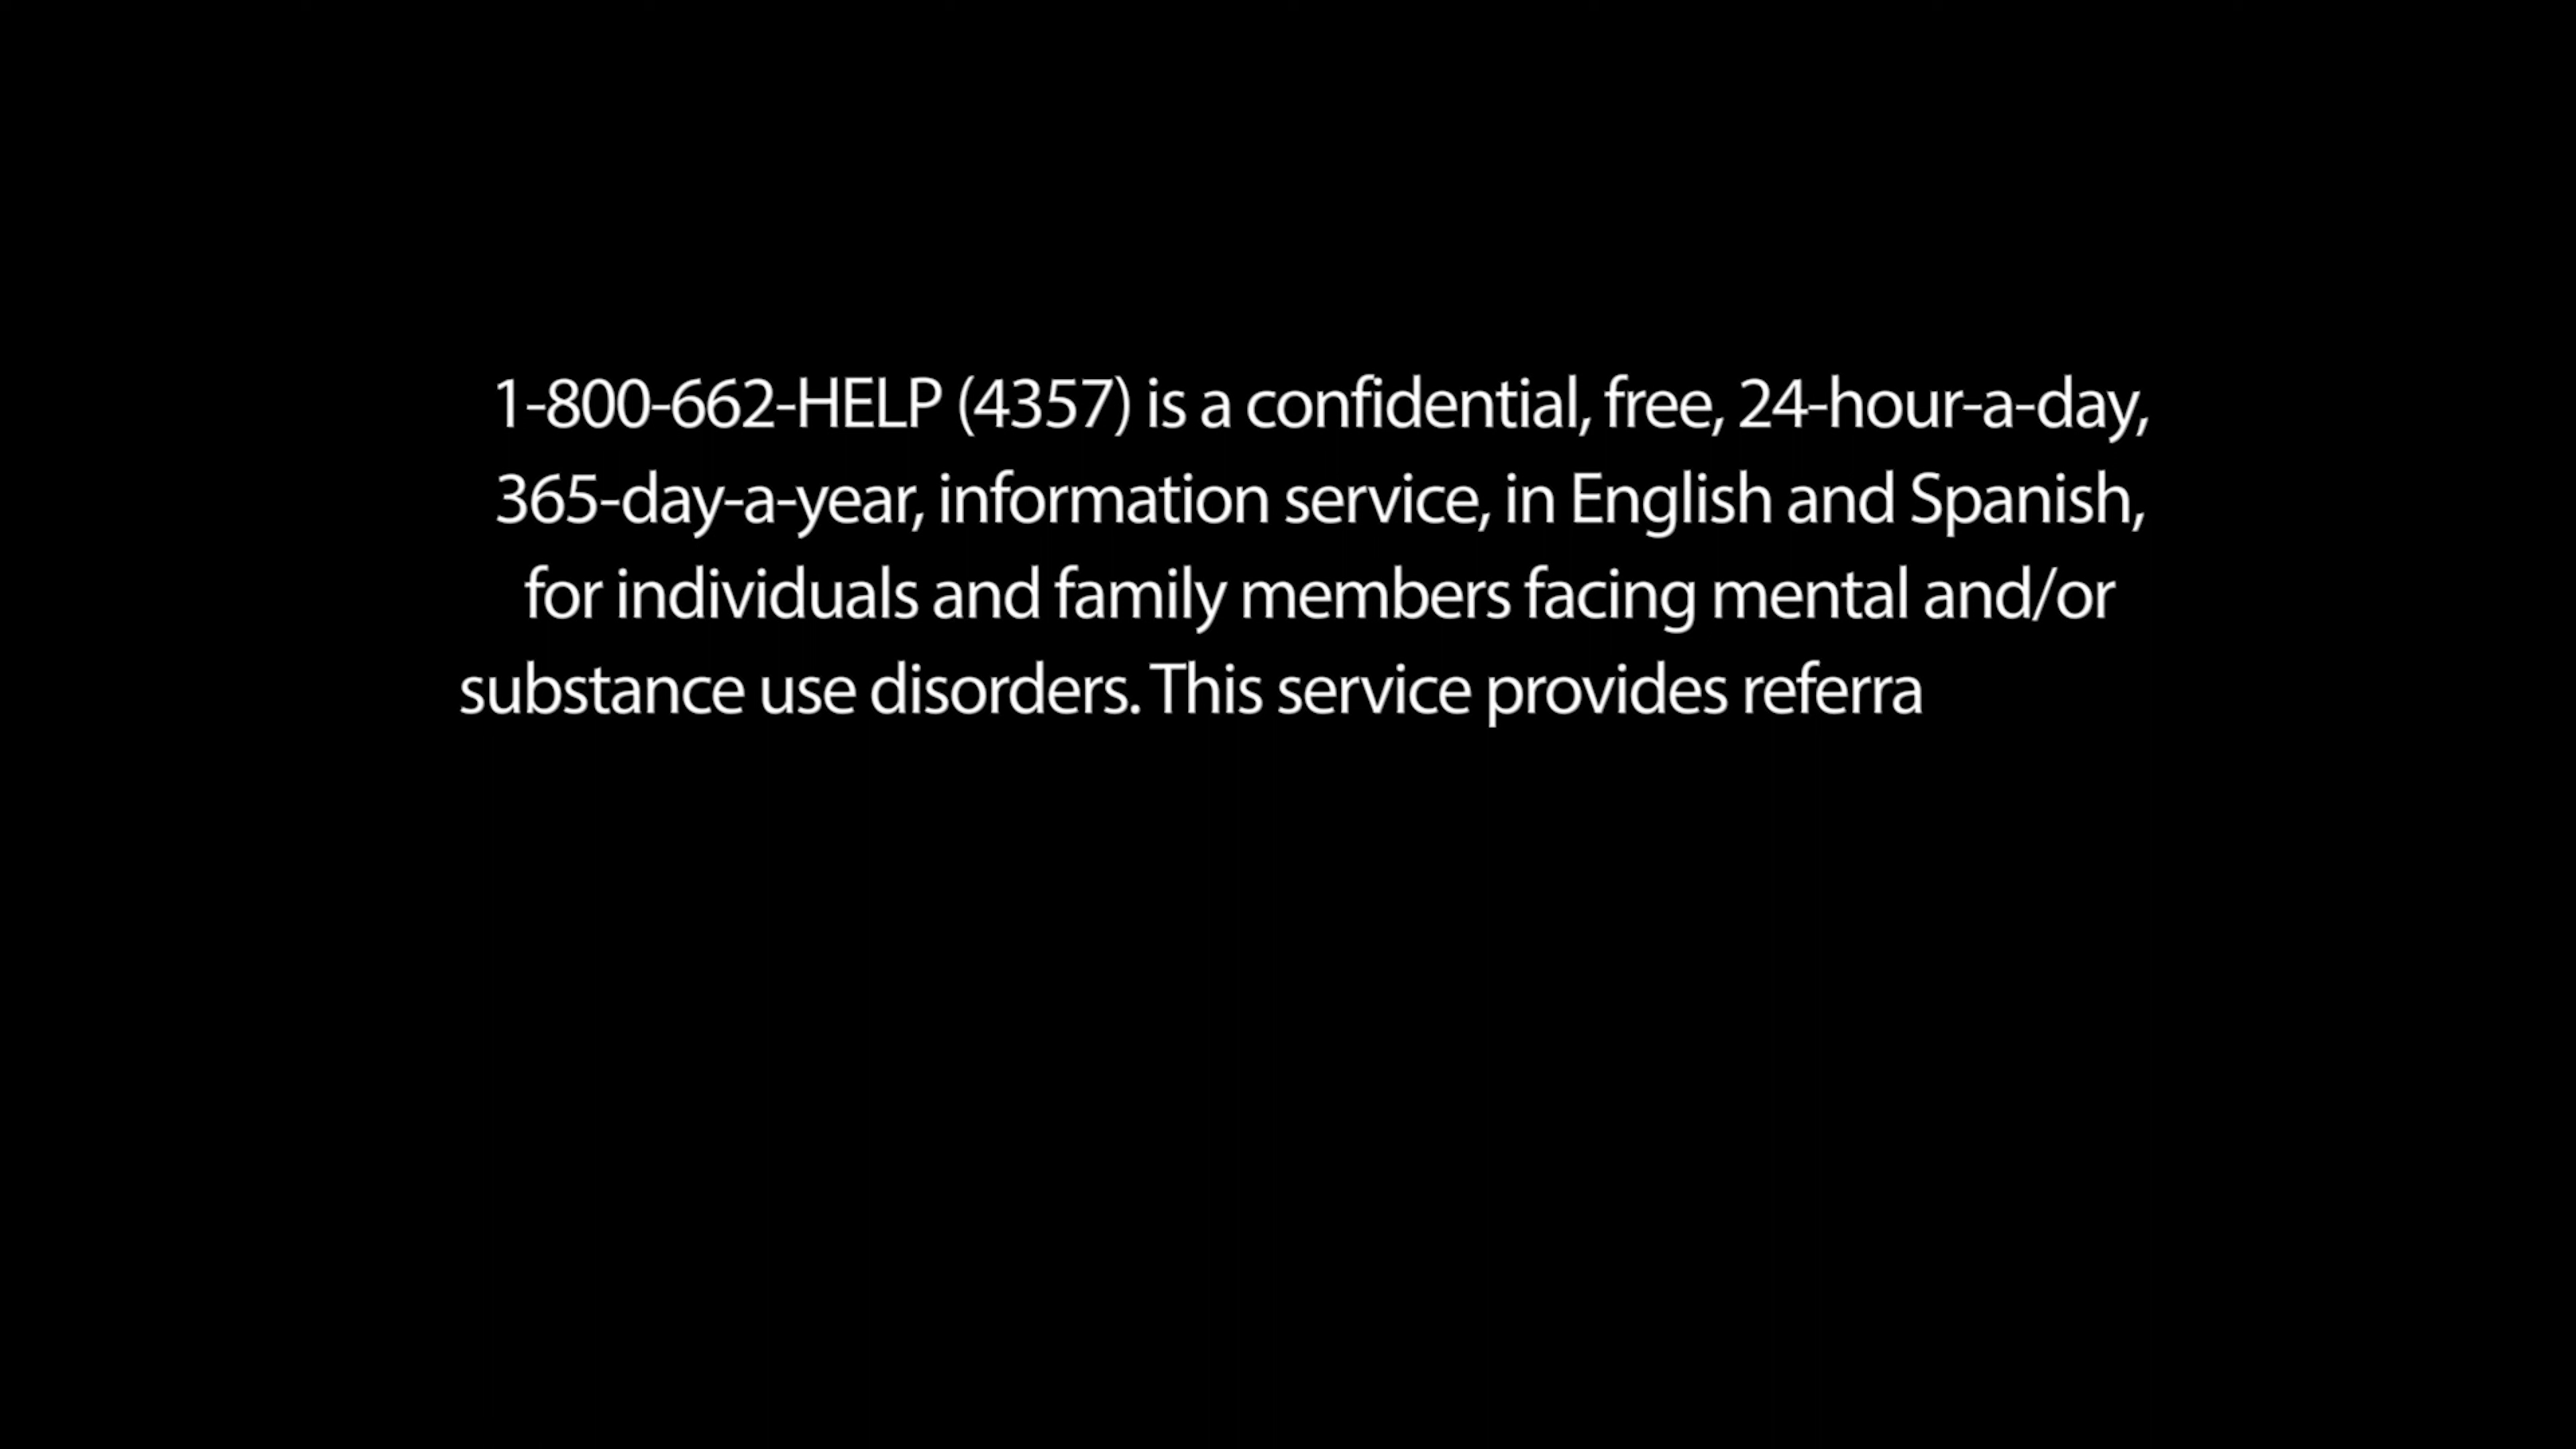 1-800-662-HELP (4357) is a confidential, free, 24-hour-a-day,
365-day-a-year, information service, in English and Spanish,
for individuals and family members facing mental and/or
substance use disorders. This service provides referra